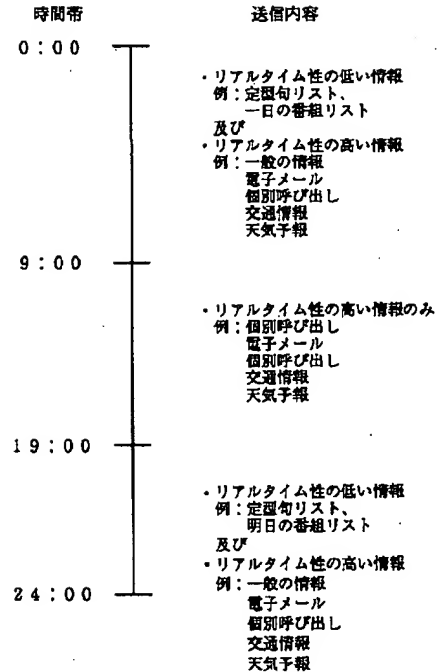 時間帯 送信内容
0:00
・リアルタイム性の低い情報
例：定型句リスト、
一日の番組リスト
及び
・リアルタイム性の高い情報
例：一般の情報
電子メール
個別呼び出し
交通情報
天気予報
9:00
・リアルタイム性の高い情報のみ
例：個別呼び出し
電子メール
個別呼び出し
交通情報
天気予報
19:00
・リアルタイム性の低い情報
例：定型句リスト、
明日の番組リスト
及び
・リアルタイム性の高い情報
例：一般の情報
24:00
電子メール
個別呼び出し
交通情報
天気予報